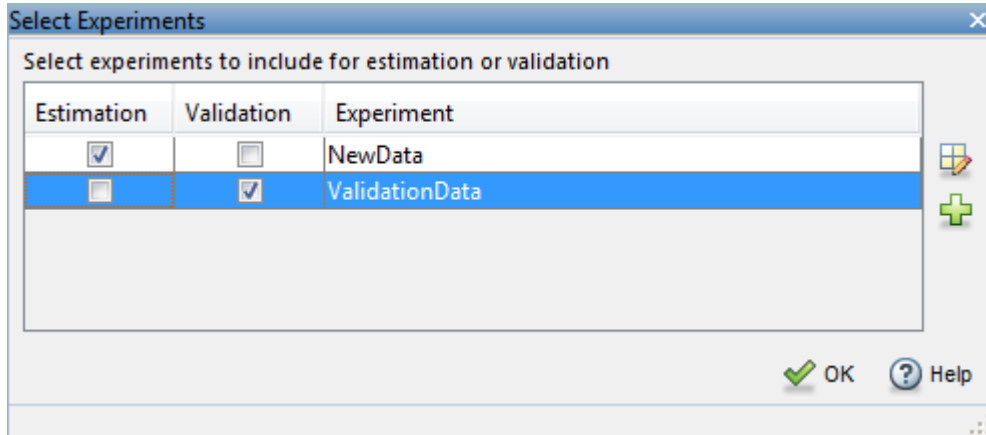 Select Experiments
Select experiments to include for estimation or validation
Estimation Validation Experiment
NewData
ValidationData
OK Help